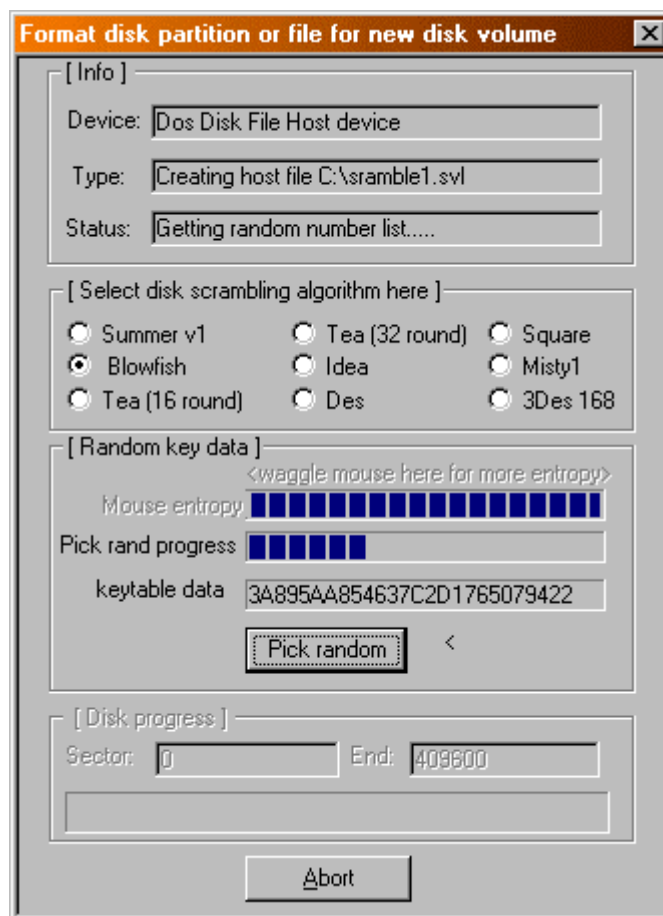 Format disk partition or file for new disk volume
[ Info ]
Device: Dos Disk File Host device
Type: Creating host file C:\sramble1.svl
Status: Getting random number list.....
[ Select disk scrambling algorithm here ]
Summer v1 Tea (32 round) Square
Blowfish Idea Misty1
Tea (16 round) Des 3Des 168
[ Random key data ]
<waggle mouse here for more entropy>
Mouse entropy
Pick rand progress
keytable data 3A895AA854637C2D1765079422
Pick random <
[ Disk progress ]
Sector: 0 End: 409600
Abort